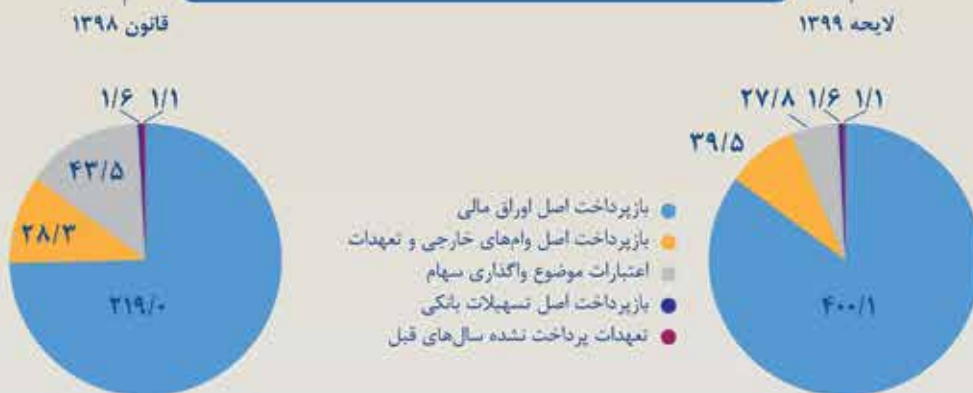 لایحه ۱۳۹۹
قانون ۱۳۹۸
۱/۱
۱/۶
۲۷/۸
۳۹/۵
۴۰۰/۱
۱/۱
۱/۶
۴۳/۵
۲۸/۳
۲۱۹/۰
بازپرداخت اصل اوراق مالی
بازپرداخت اصل وام‌های خارجی و تعهدات
اعتبارات موضوع واگذاری سهام
بازپرداخت اصل تسهیلات بانکی
تعهدات پرداخت نشده سال‌های قبل